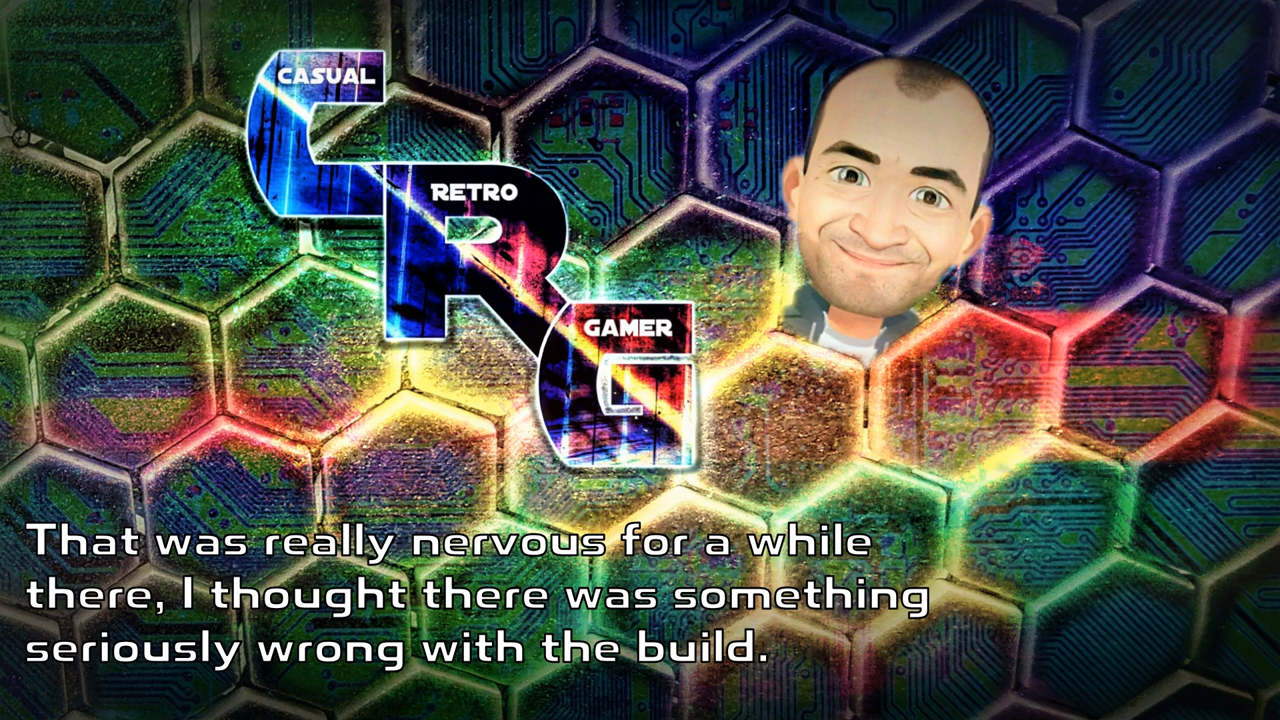 CASUAL
RETRO
GAMER
That was really nervous for a while
there, I thought there was something
seriously wrong with the build.